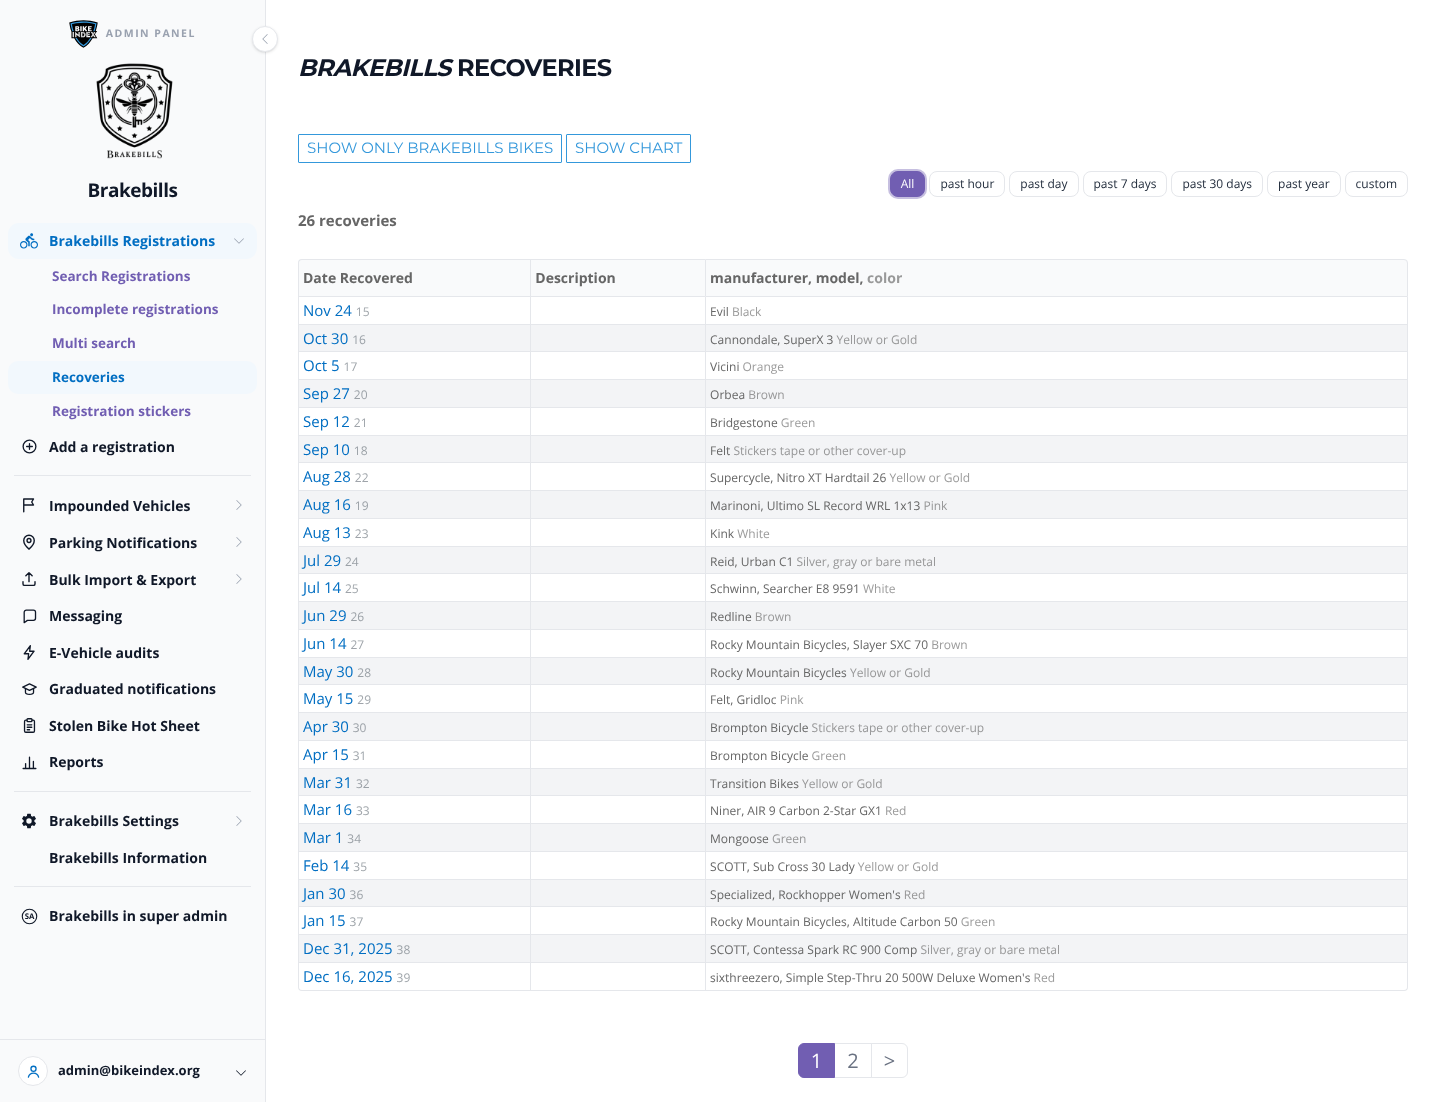 BIKE INDEX ADMIN PANEL
BRAKEBILLS
Brakebills
Brakebills Registrations
Search Registrations
Incomplete registrations
Multi search
Recoveries
Registration stickers
Add a registration
Impounded Vehicles
Parking Notifications
Bulk Import & Export
Messaging
E-Vehicle audits
Graduated notifications
Stolen Bike Hot Sheet
Reports
Brakebills Settings
Brakebills Information
SA Brakebills in super admin
admin@bikeindex.org
BRAKEBILLS RECOVERIES
SHOW ONLY BRAKEBILLS BIKES SHOW CHART
All past hour past day past 7 days past 30 days past year custom
26 recoveries
Date Recovered Description manufacturer, model, color
Nov 24 15 Evil Black
Oct 30 16 Cannondale, SuperX 3 Yellow or Gold
Oct 5 17 Vicini Orange
Sep 27 20 Orbea Brown
Sep 12 21 Bridgestone Green
Sep 10 18 Felt Stickers tape or other cover-up
Aug 28 22 Supercycle, Nitro XT Hardtail 26 Yellow or Gold
Aug 16 19 Marinoni, Ultimo SL Record WRL 1x13 Pink
Aug 13 23 Kink White
Jul 29 24 Reid, Urban C1 Silver, gray or bare metal
Jul 14 25 Schwinn, Searcher E8 9591 White
Jun 29 26 Redline Brown
Jun 14 27 Rocky Mountain Bicycles, Slayer SXC 70 Brown
May 30 28 Rocky Mountain Bicycles Yellow or Gold
May 15 29 Felt, Gridloc Pink
Apr 30 30 Brompton Bicycle Stickers tape or other cover-up
Apr 15 31 Brompton Bicycle Green
Mar 31 32 Transition Bikes Yellow or Gold
Mar 16 33 Niner, AIR 9 Carbon 2-Star GX1 Red
Mar 1 34 Mongoose Green
Feb 14 35 SCOTT, Sub Cross 30 Lady Yellow or Gold
Jan 30 36 Specialized, Rockhopper Women's Red
Jan 15 37 Rocky Mountain Bicycles, Altitude Carbon 50 Green
Dec 31, 2025 38 SCOTT, Contessa Spark RC 900 Comp Silver, gray or bare metal
Dec 16, 2025 39 sixthreezero, Simple Step-Thru 20 500W Deluxe Women's Red
1 2 >